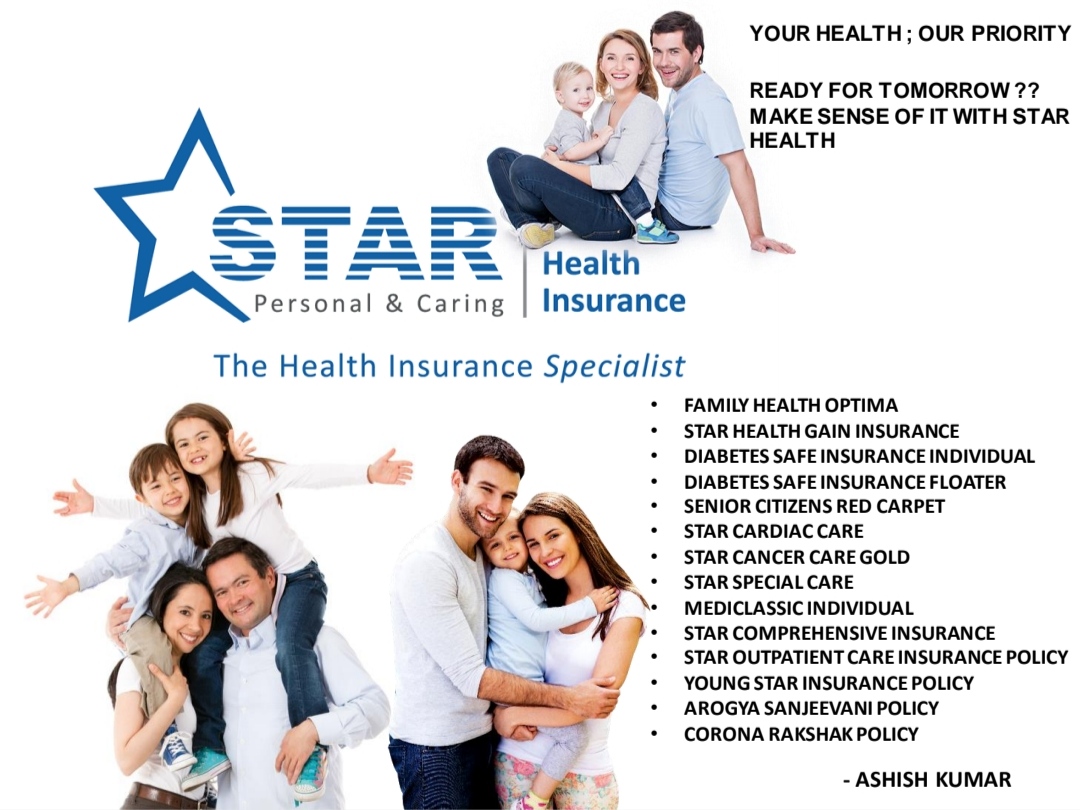 YOUR HEALTH ; OUR PRIORITY
READY FOR TOMORROW ??
MAKE SENSE OF IT WITH STAR
HEALTH
STAR
Personal & Caring
Health
Insurance
The Health Insurance Specialist
• FAMILY HEALTH OPTIMA
• STAR HEALTH GAIN INSURANCE
• DIABETES SAFE INSURANCE INDIVIDUAL
• DIABETES SAFE INSURANCE FLOATER
• SENIOR CITIZENS RED CARPET
• STAR CARDIAC CARE
• STAR CANCER CARE GOLD
• STAR SPECIAL CARE
• MEDICLASSIC INDIVIDUAL
• STAR COMPREHENSIVE INSURANCE
• STAR OUTPATIENT CARE INSURANCE POLICY
• YOUNG STAR INSURANCE POLICY
• AROGYA SANJEEVANI POLICY
• CORONA RAKSHAK POLICY
- ASHISH KUMAR